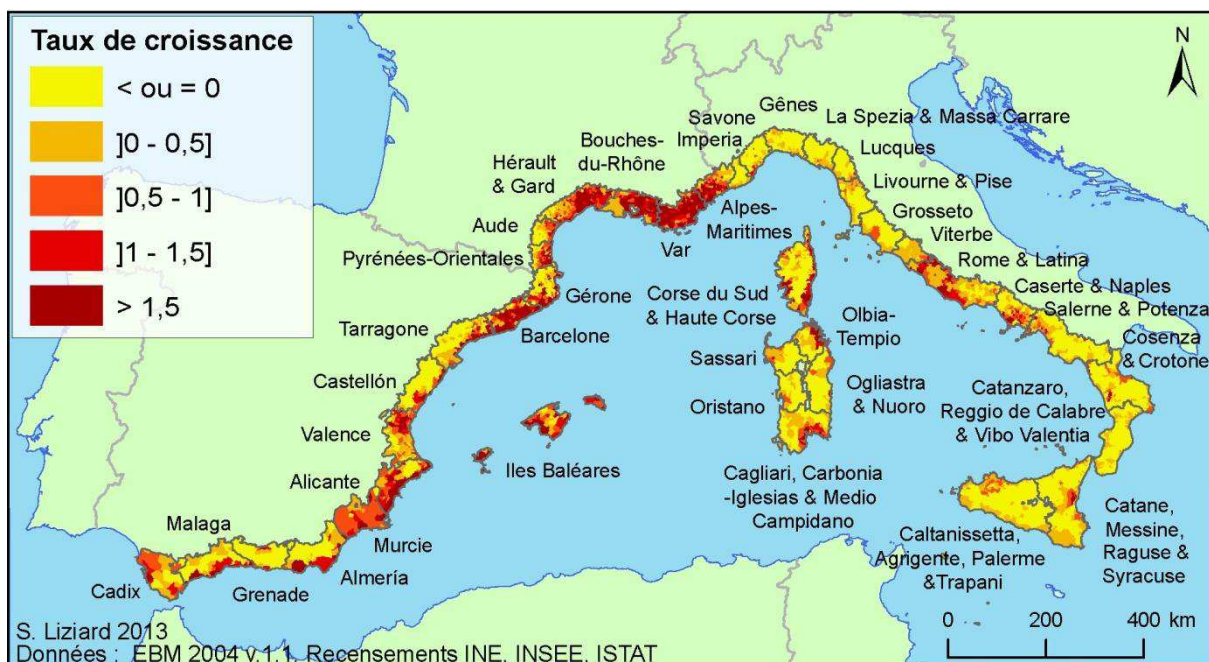 Taux de croissance
< ou = 0
]0 - 0,5]
]0,5 - 1]
]1 - 1,5]
> 1,5
N
Gênes
Savone
Imperia
La Spezia & Massa Carrare
Bouches-
du-Rhône
Lucques
Hérault
& Gard
Livourne & Pise
Aude
Alpes-
Maritimes
Grosseto
Viterbe
Var
Pyrénées-Orientales
Rome & Latina
Gérone
Corse du Sud
& Haute Corse
Caserte & Naples
Salerne & Potenza
Olbia-
Tempio
Tarragone
Barcelone
Cosenza
& Crotone
Sassari
Castellón
Ogliastra
& Nuoro
Catanzaro,
Reggio de Calabre
& Vibo Valentia
Oristano
Valence
Iles Baléares
Alicante
Cagliari, Carbonia
-Iglesias & Medio
Campidano
Malaga
Catane,
Messine,
Raguse &
Syracuse
Murcie
Caltanissetta,
Agrigente, Palerme
&Trapani
Almería
Cadix
Grenade
0 200 400 km
S. Liziard 2013
Données : EBM 2004 v.1.1, Recensements INE, INSEE, ISTAT